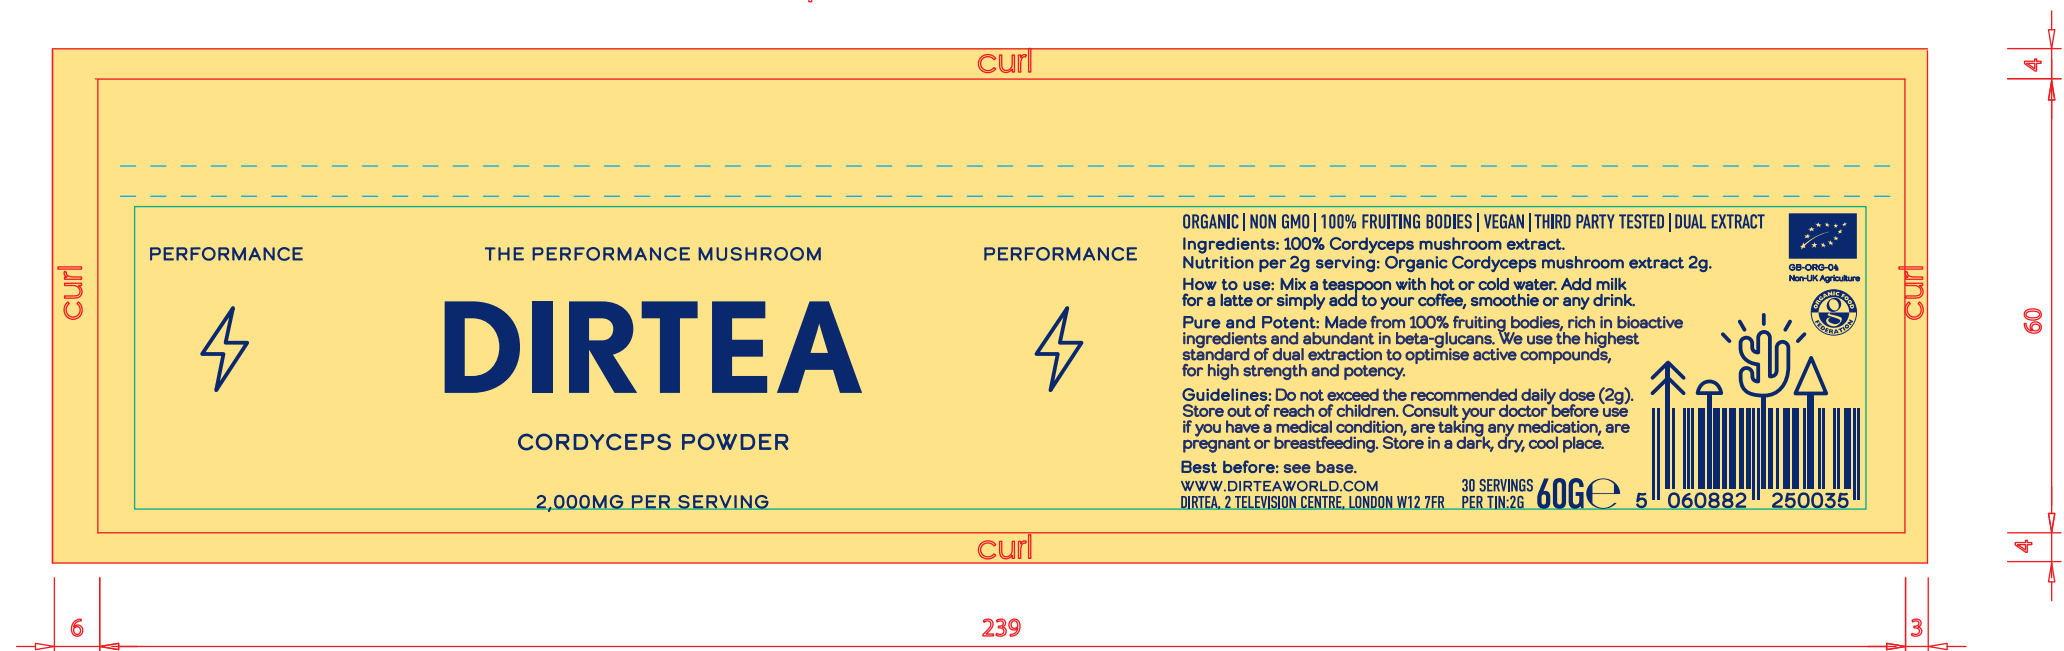 curl
4
ORGANIC | NON GMO | 100% FRUITING BODIES | VEGAN | THIRD PARTY TESTED | DUAL EXTRACT
PERFORMANCE
THE PERFORMANCE MUSHROOM
PERFORMANCE
DIRTEA
CORDYCEPS POWDER
2,000MG PER SERVING
Ingredients: 100% Cordyceps mushroom extract.
Nutrition per 2g serving: Organic Cordyceps mushroom extract 2g.
How to use: Mix a teaspoon with hot or cold water. Add milk
for a latte or simply add to your coffee, smoothie or any drink.
Pure and Potent: Made from 100% fruiting bodies, rich in bioactive
ingredients and abundant in beta-glucans. We use the highest
standard of dual extraction to optimise active compounds,
for high strength and potency.
Guidelines: Do not exceed the recommended daily dose (2g).
Store out of reach of children. Consult your doctor before use
if you have a medical condition, are taking any medication, are
pregnant or breastfeeding. Store in a dark, dry, cool place.
Best before: see base.
WWW.DIRTEAWORLD.COM
DIRTEA, 2 TELEVISION CENTRE, LONDON W12 7FR
30 SERVINGS
PER TIN:2G
60G e
GB-ORG-04
Non-UK Agriculture
ORGANIC FOOD
FEDERATION
5 060882 250035
curl
curl
60
curl
4
6
239
3